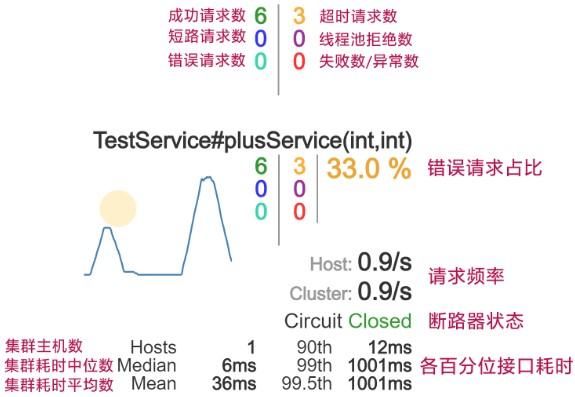 成功请求数 6 3 超时请求数
短路请求数 0 0 线程池拒绝数
错误请求数 0 0 失败数/异常数
TestService#plusService(int,int)
6 3 33.0 % 错误请求占比
0 0
0 0
Host: 0.9/s
请求频率
Cluster: 0.9/s
Circuit Closed 断路器状态
集群主机数 Hosts 1 90th 12ms
集群耗时中位数 Median 6ms 99th 1001ms 各百分位接口耗时
集群耗时平均数 Mean 36ms 99.5th 1001ms